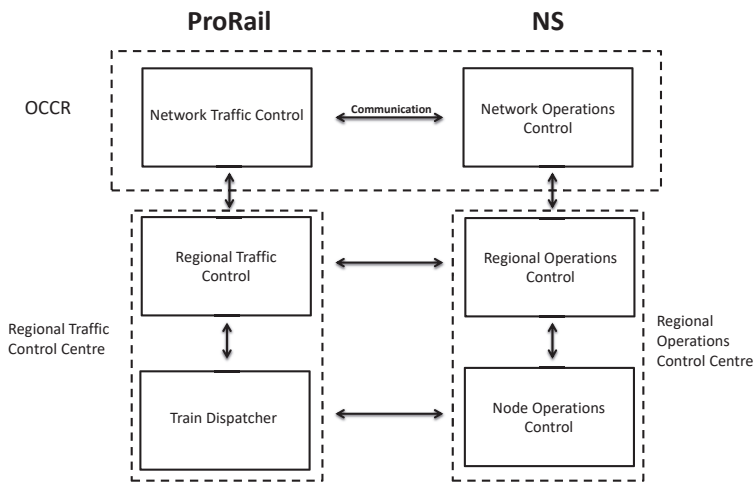 ProRail
NS
OCCR
Network Traffic Control
Communication
Network Operations
Control
Regional Traffic
Control
Regional Operations
Control
Regional Traffic
Control Centre
Regional
Operations
Control Centre
Train Dispatcher
Node Operations
Control